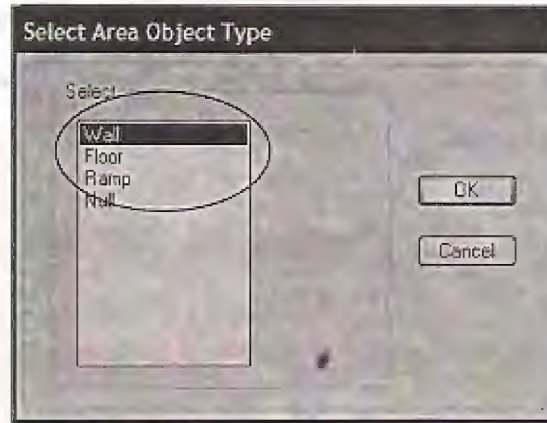 Select Area Object Type
Select
Wall
Floor
Ramp
Null
OK
Cancel